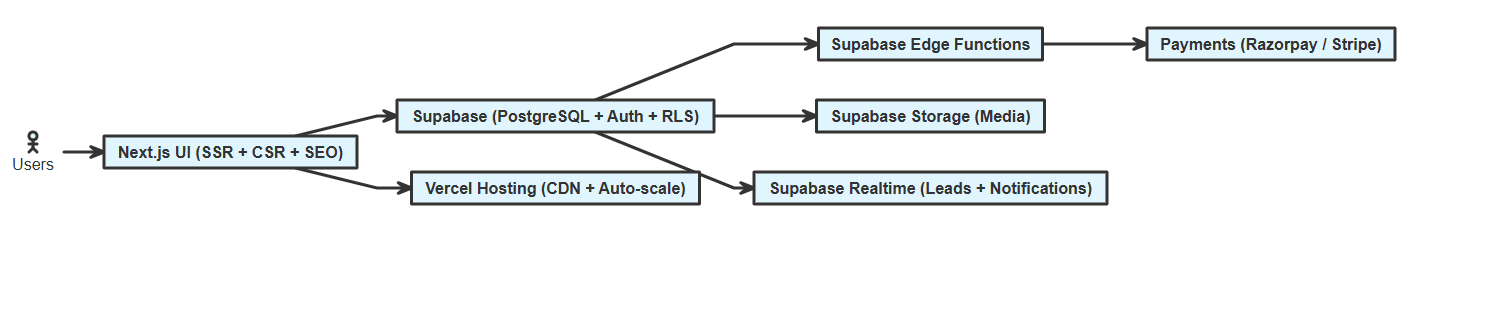 Users
Next.js UI (SSR + CSR + SEO)
Supabase (PostgreSQL + Auth + RLS)
Vercel Hosting (CDN + Auto-scale)
Supabase Edge Functions
Supabase Storage (Media)
Supabase Realtime (Leads + Notifications)
Payments (Razorpay / Stripe)